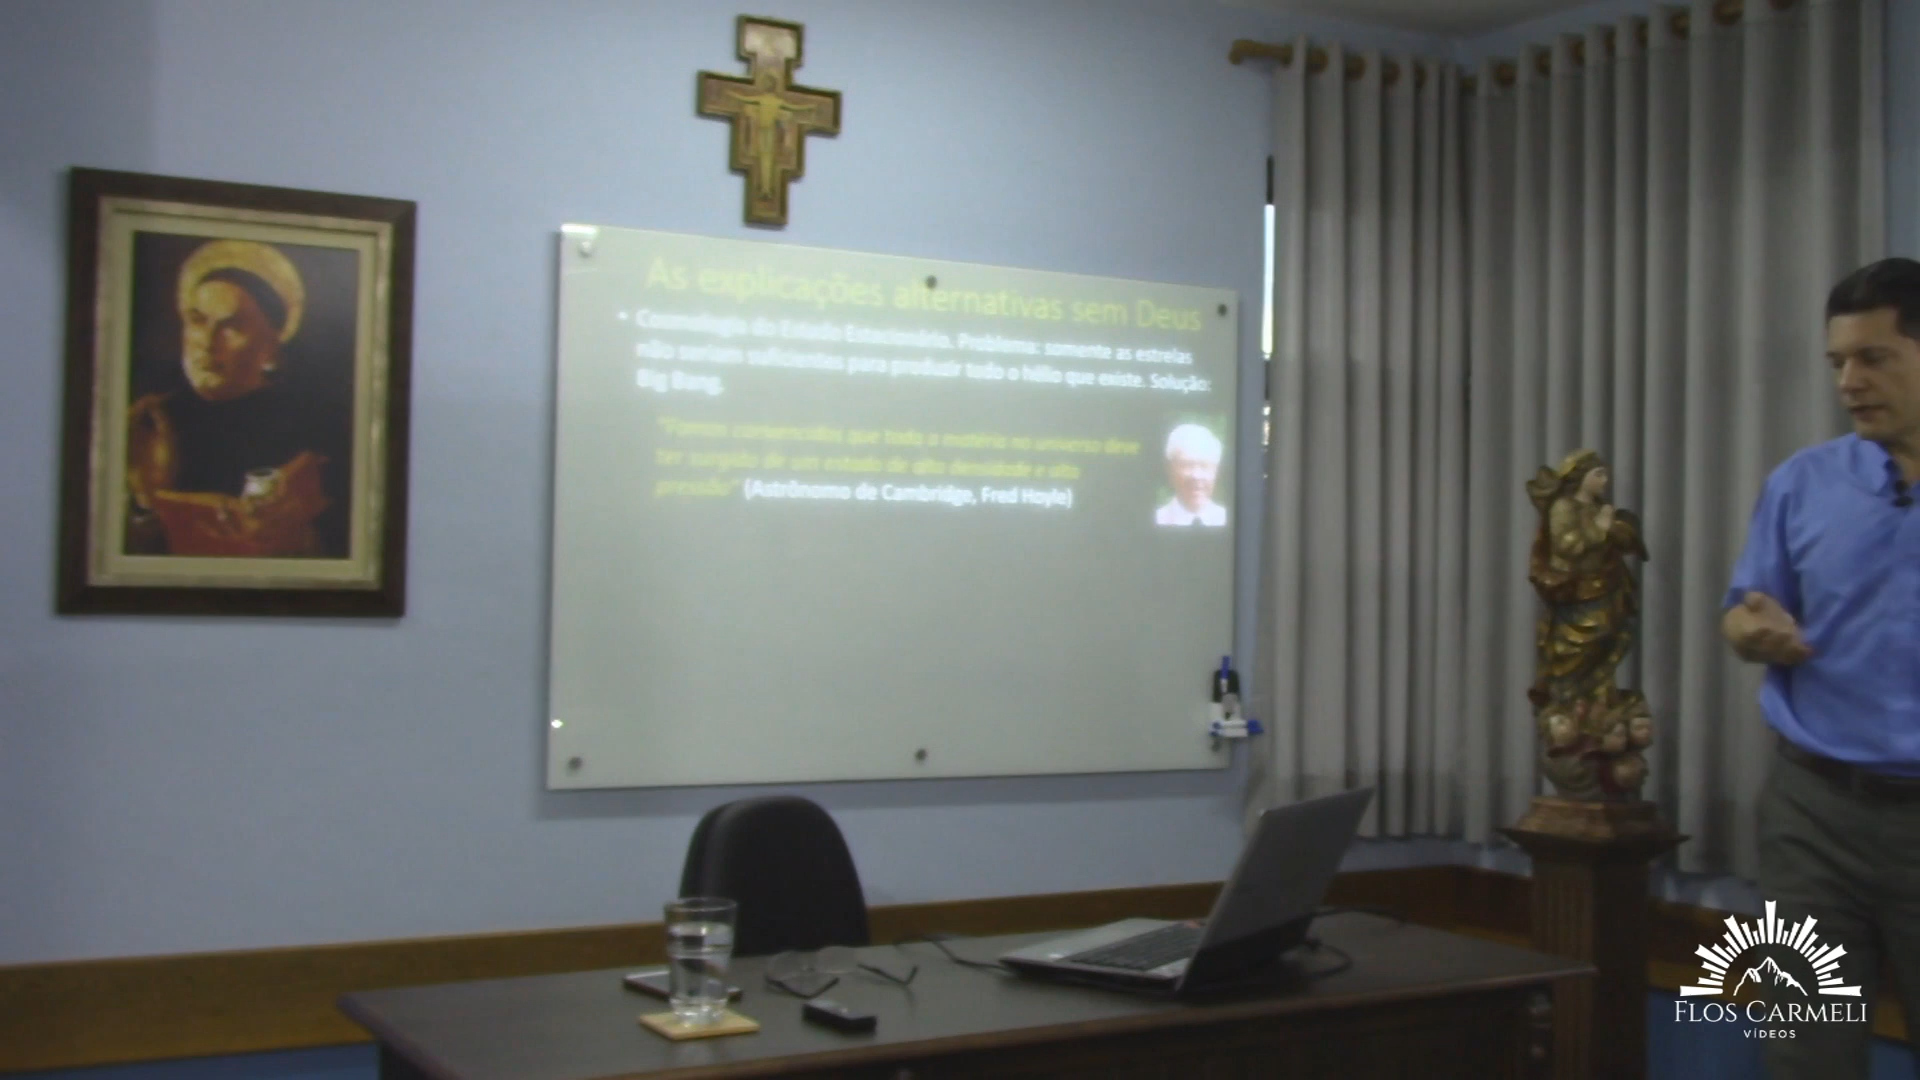 As explicações alternativas sem Deus
• Cosmologia do Estado Estacionário. Problema: somente as estrelas
não seriam suficientes para produzir todo o hélio que existe. Solução:
Big Bang.
"Fomos convencidos que toda a matéria no universo deve
ter surgido de um estado de alta densidade e alta
pressão" (Astrônomo de Cambridge, Fred Hoyle)
FLOS CARMELI
VÍDEOS